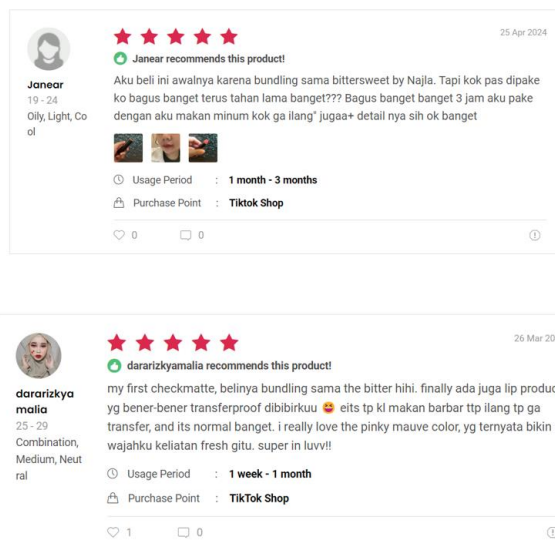 25 Apr 2024
Janear recommends this product!
Janear
19 - 24
Oily, Light, Co
ol
Aku beli ini awalnya karena bundling sama bittersweet by Najla. Tapi kok pas dipake
ko bagus banget terus tahan lama banget??? Bagus banget banget 3 jam aku pake
dengan aku makan minum kok ga ilang" jugaa+ detail nya sih ok banget
Usage Period : 1 month - 3 months
Purchase Point : Tiktok Shop
0 0
26 Mar 20
dararizkyamalia recommends this product!
dararizkya
malia
25 - 29
Combination,
Medium, Neut
ral
my first checkmatte, belinya bundling sama the bitter hihi. finally ada juga lip produc
yg bener-bener transferproof dibibirkuu 😆 eits tp kl makan barbar ttp ilang tp ga
transfer, and its normal banget. i really love the pinky mauve color, yg ternyata bikin
wajahku keliatan fresh gitu. super in luvv!!
Usage Period : 1 week - 1 month
Purchase Point : TikTok Shop
1 0